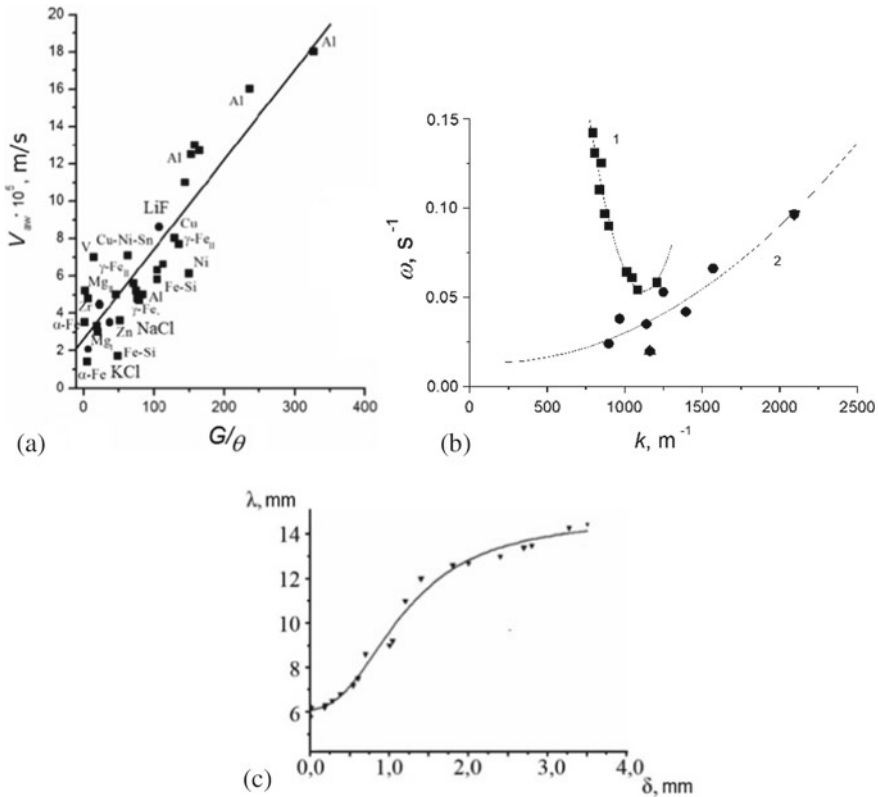 (a)
V_aw · 10⁵, m/s
20
18
16
14
12
10
8
6
4
2
0
Al
Al
Al
LiF
Cu
V
Cu-Ni-Sn
γ-Fe_II
γ-Fe_II
Ni
Mg_II
Fe-Si
Zr
Al
γ-Fe_I
α-Fe
Zn
NaCl
Mg_I
Fe-Si
α-Fe
KCl
0
100
200
300
400
G/θ
(b)
ω, s⁻¹
0.15
0.10
0.05
0.00
1
2
0
500
1000
1500
2000
2500
k, m⁻¹
(c)
λ, mm
14
12
10
8
6
0,0
1,0
2,0
3,0
4,0
δ, mm